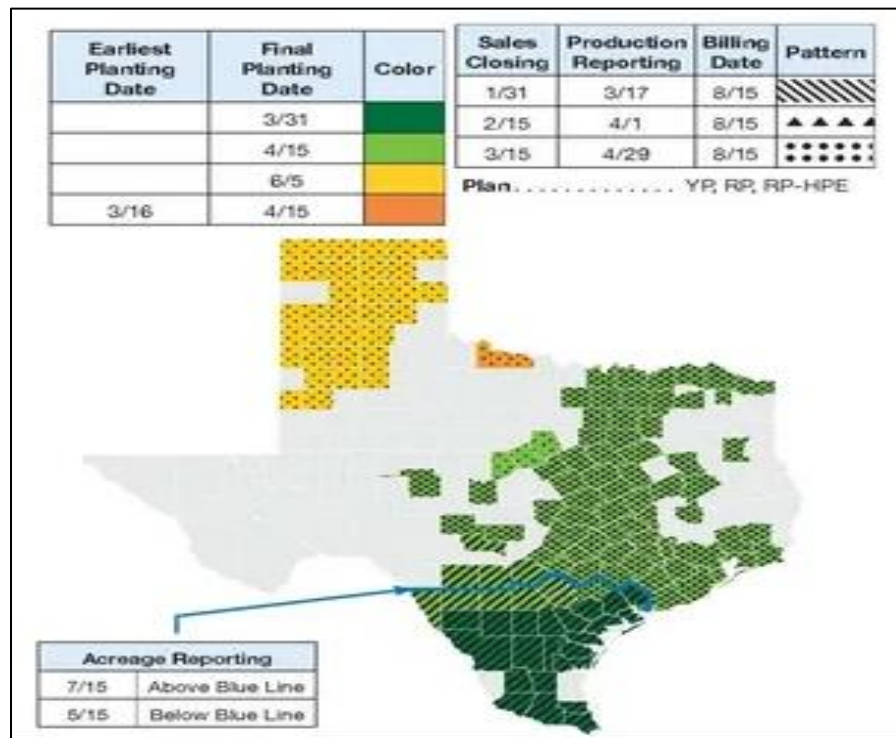 Earliest Planting Date Final Planting Date Color
3/31
4/15
6/5
3/16 4/15
Sales Closing Production Reporting Billing Date Pattern
1/31 3/17 8/15
2/15 4/1 8/15
3/15 4/29 8/15
Plan . . . . . . . . . . . . . YP, RP, RP-HPE
Acreage Reporting
7/15 Above Blue Line
5/15 Below Blue Line